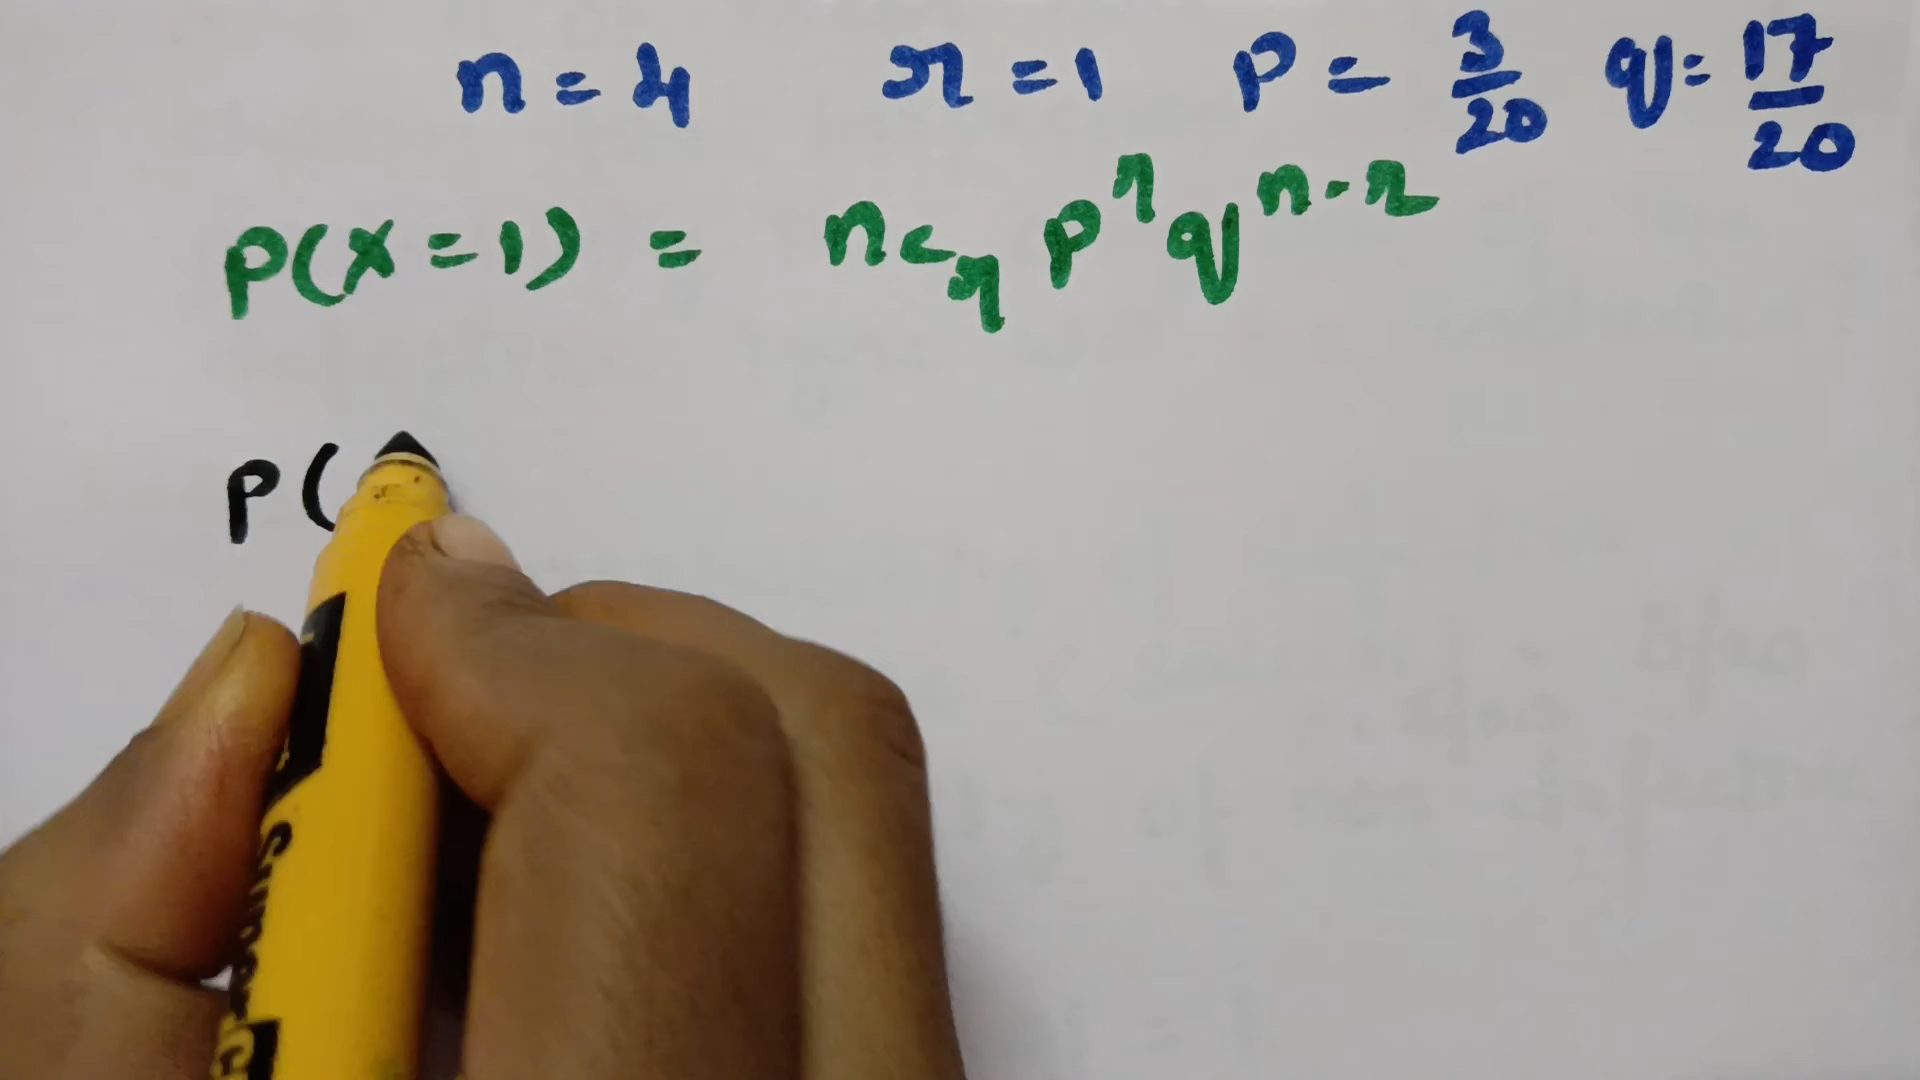 n = 4 r = 1 P = 3/20 q = 17/20
P(X=1) = nCr p^r q^(n-r)
P(